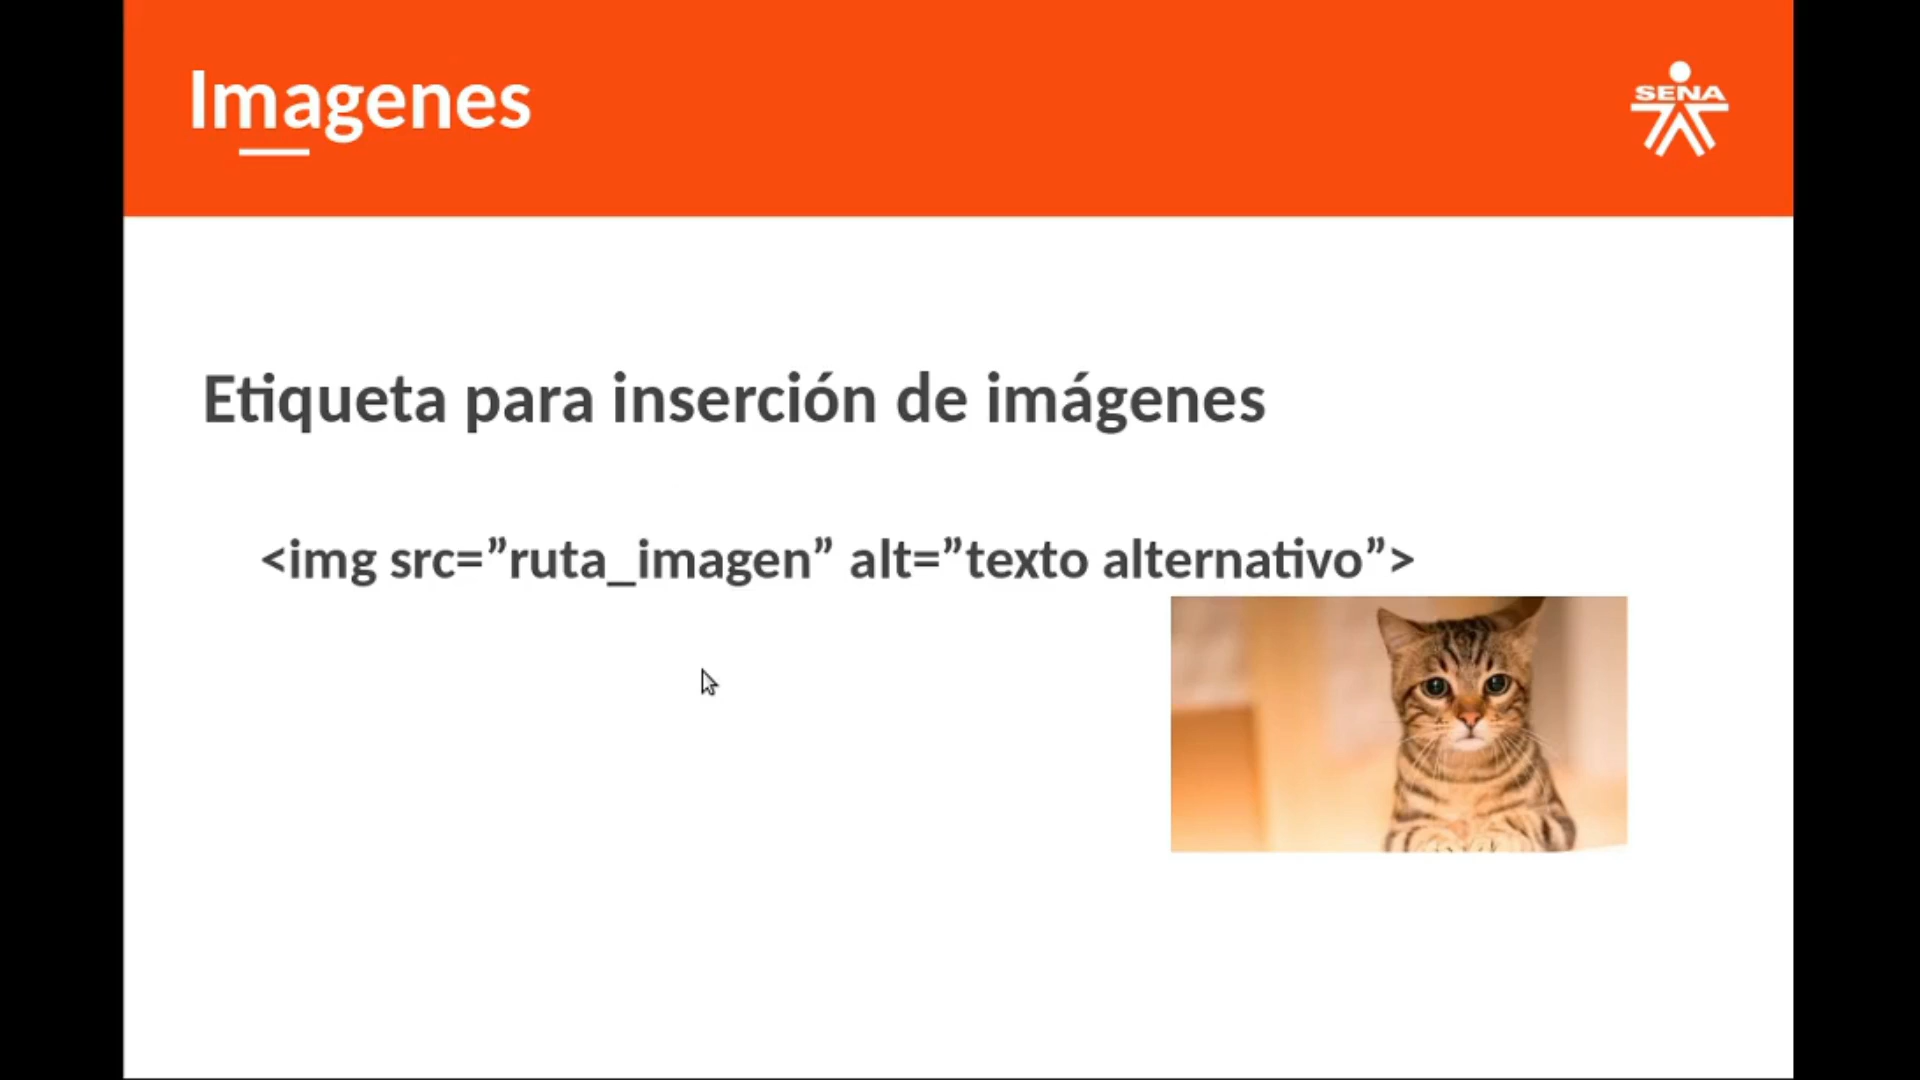 Imagenes
SENA
Etiqueta para inserción de imágenes
<img src=”ruta_imagen” alt=”texto alternativo”>